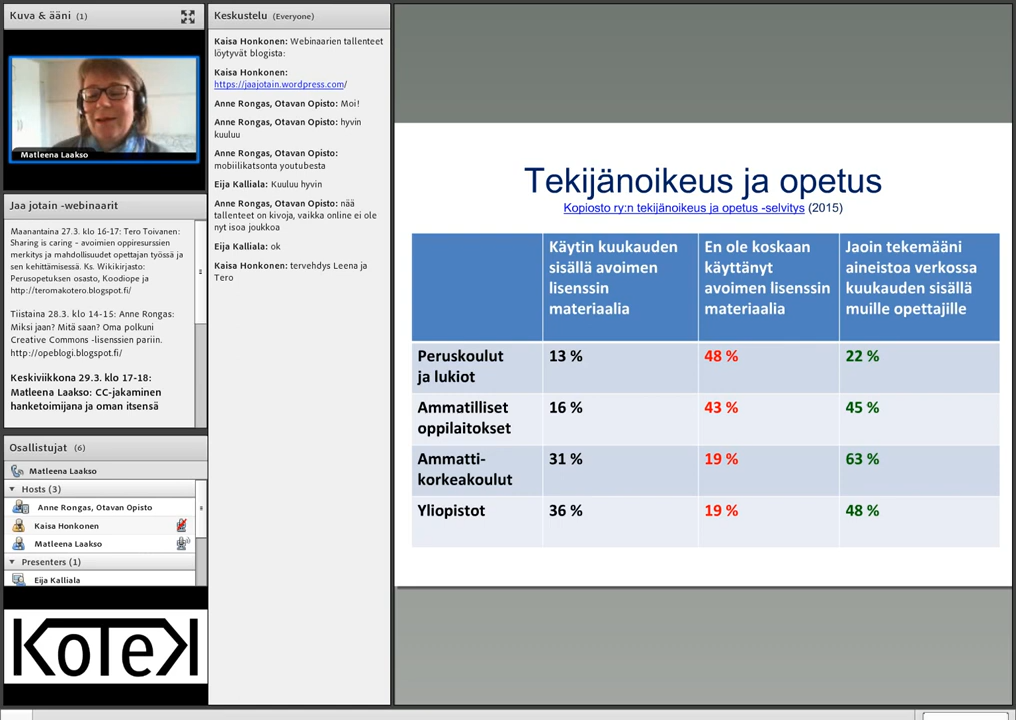 Kuva & ääni (1)
Matleena Laakso
Jaa jotain -webinaarit
Maanantaina 27.3. klo 16-17: Tero Toivanen:
Sharing is caring – avoimien oppiresurssien
merkitys ja mahdollisuudet opettajan työssä ja
sen kehittämisessä. Ks. Wikikirjasto:
Perusopetuksen osasto, Koodiope ja
http://teromakotero.blogspot.fi/
Tiistaina 28.3. klo 14-15: Anne Rongas:
Miksi jaan? Mitä saan? Oma polkuni
Creative Commons -lisenssien pariin.
http://opeblogi.blogspot.fi/
Keskiviikkona 29.3. klo 17-18:
Matleena Laakso: CC-jakaminen
hanketoimijana ja oman itsensä
Osallistujat (6)
Matleena Laakso
Hosts (3)
Anne Rongas, Otavan Opisto
Kaisa Honkonen
Matleena Laakso
Presenters (1)
Eija Kalliala
KoTeK
Keskustelu (Everyone)
Kaisa Honkonen: Webinaarien tallenteet
löytyvät blogista:
Kaisa Honkonen:
https://jaajotain.wordpress.com/
Anne Rongas, Otavan Opisto: Moi!
Anne Rongas, Otavan Opisto: hyvin
kuuluu
Anne Rongas, Otavan Opisto:
mobiilikatsonta youtubesta
Eija Kalliala: Kuuluu hyvin
Anne Rongas, Otavan Opisto: nää
tallenteet on kivoja, vaikka online ei ole
nyt isoa joukkoa
Eija Kalliala: ok
Kaisa Honkonen: tervehdys Leena ja
Tero
Tekijänoikeus ja opetus
Kopiosto ry:n tekijänoikeus ja opetus -selvitys (2015)
Käytin kuukauden
sisällä avoimen
lisenssin
materiaalia
En ole koskaan
käyttänyt
avoimen lisenssin
materiaalia
Jaoin tekemääni
aineistoa verkossa
kuukauden sisällä
muille opettajille
Peruskoulut
ja lukiot
13 %
48 %
22 %
Ammatilliset
oppilaitokset
16 %
43 %
45 %
Ammatti-
korkeakoulut
31 %
19 %
63 %
Yliopistot
36 %
19 %
48 %